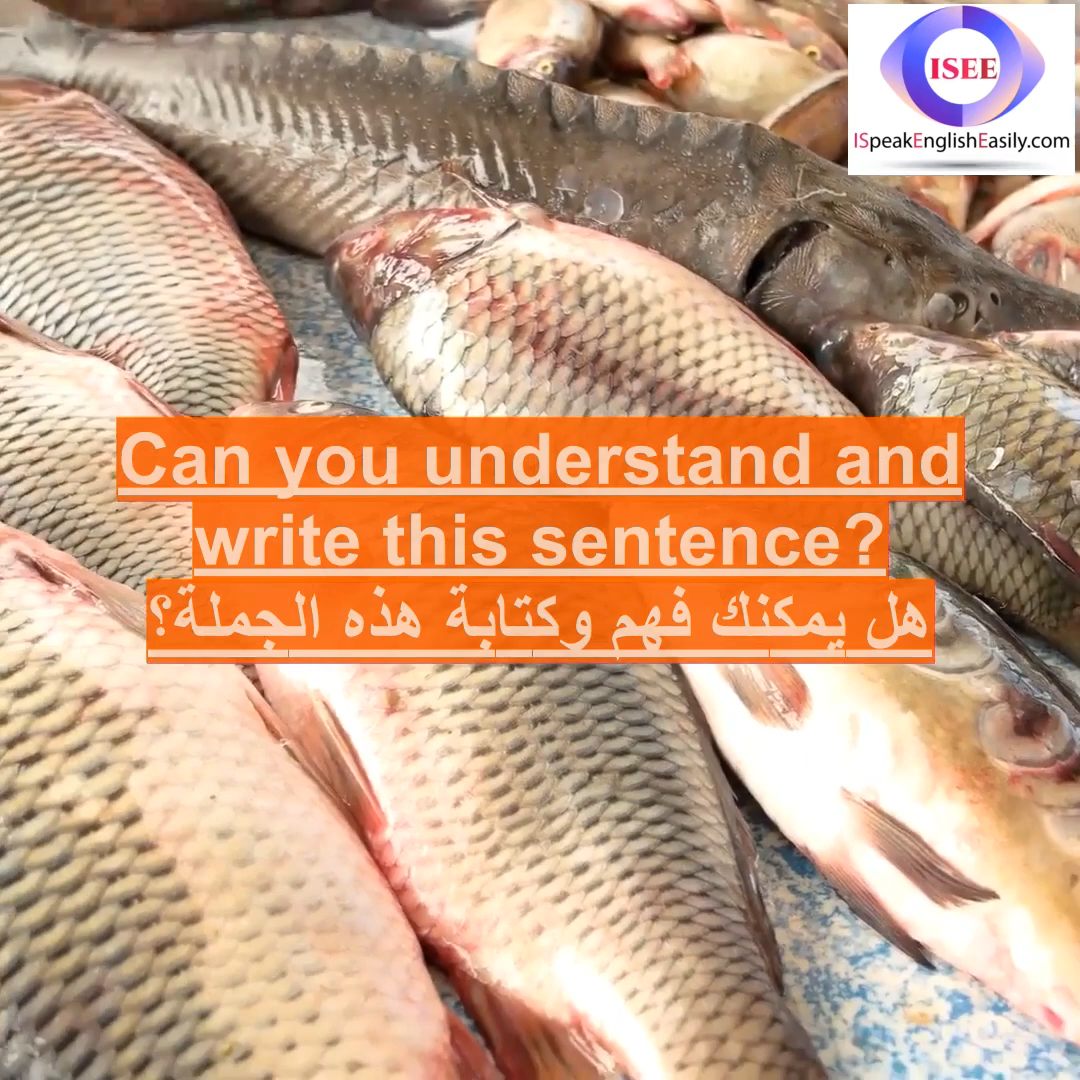 ISEE
ISpeakEnglishEasily.com
Can you understand and
write this sentence?
هل يمكنك فهم وكتابة هذه الجملة؟